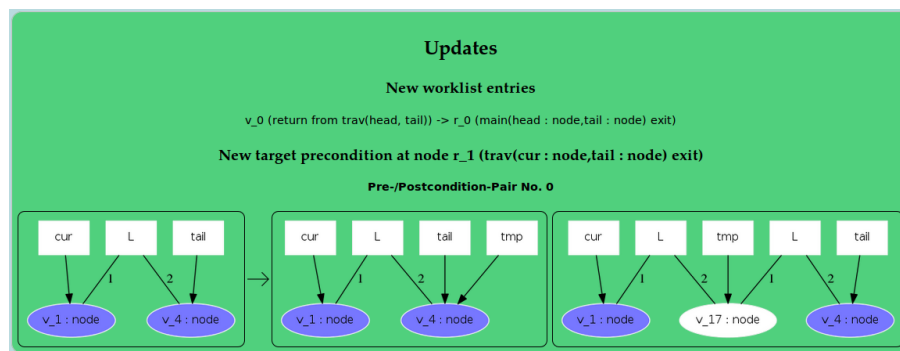 Updates
New worklist entries
v_0 (return from trav(head, tail)) -> r_0 (main(head : node,tail : node) exit)
New target precondition at node r_1 (trav(cur : node,tail : node) exit)
Pre-/Postcondition-Pair No. 0
cur L tail cur L tail tmp cur L tmp L tail
1 2 1 2 1 2 1 2
v_1 : node v_4 : node v_1 : node v_4 : node v_1 : node v_17 : node v_4 : node